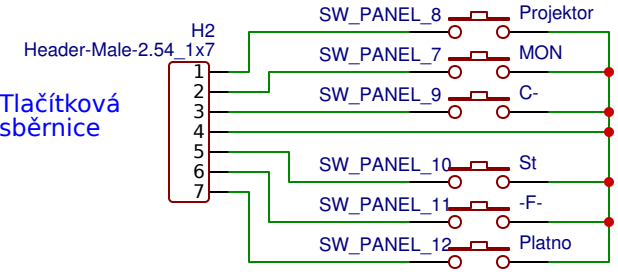 H2
Header-Male-2.54_1x7
Tlačítková
sběrnice
1
2
3
4
5
6
7
SW_PANEL_8 Projektor
SW_PANEL_7 MON
SW_PANEL_9 C-
SW_PANEL_10 St
SW_PANEL_11 -F-
SW_PANEL_12 Platno